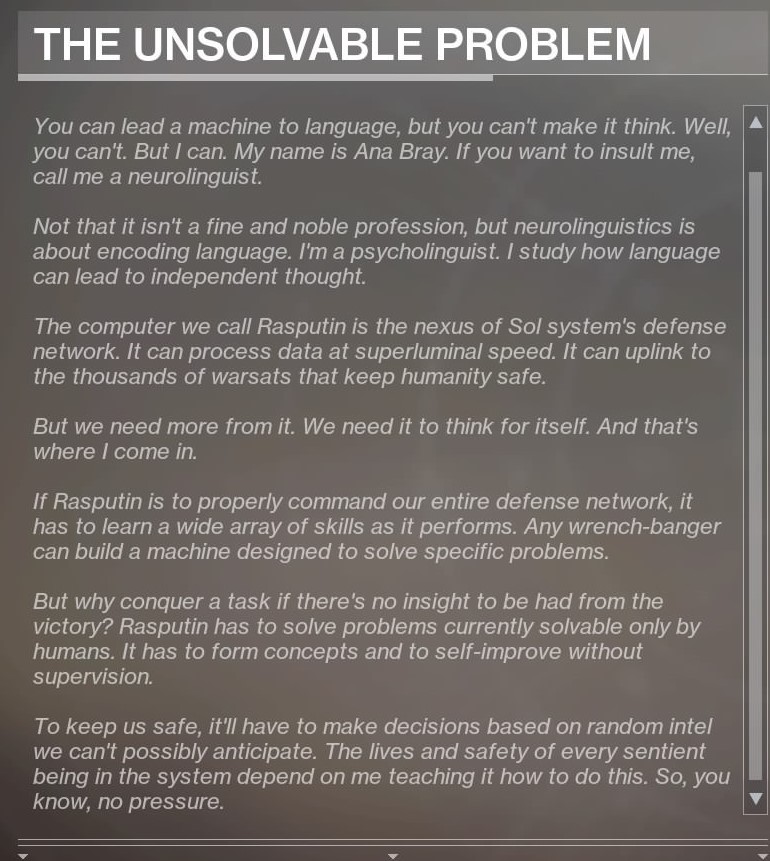 THE UNSOLVABLE PROBLEM
You can lead a machine to language, but you can't make it think. Well,
you can't. But I can. My name is Ana Bray. If you want to insult me,
call me a neurolinguist.
Not that it isn't a fine and noble profession, but neurolinguistics is
about encoding language. I'm a psycholinguist. I study how language
can lead to independent thought.
The computer we call Rasputin is the nexus of Sol system's defense
network. It can process data at superluminal speed. It can uplink to
the thousands of warsats that keep humanity safe.
But we need more from it. We need it to think for itself. And that's
where I come in.
If Rasputin is to properly command our entire defense network, it
has to learn a wide array of skills as it performs. Any wrench-banger
can build a machine designed to solve specific problems.
But why conquer a task if there's no insight to be had from the
victory? Rasputin has to solve problems currently solvable only by
humans. It has to form concepts and to self-improve without
supervision.
To keep us safe, it'll have to make decisions based on random intel
we can't possibly anticipate. The lives and safety of every sentient
being in the system depend on me teaching it how to do this. So, you
know, no pressure.